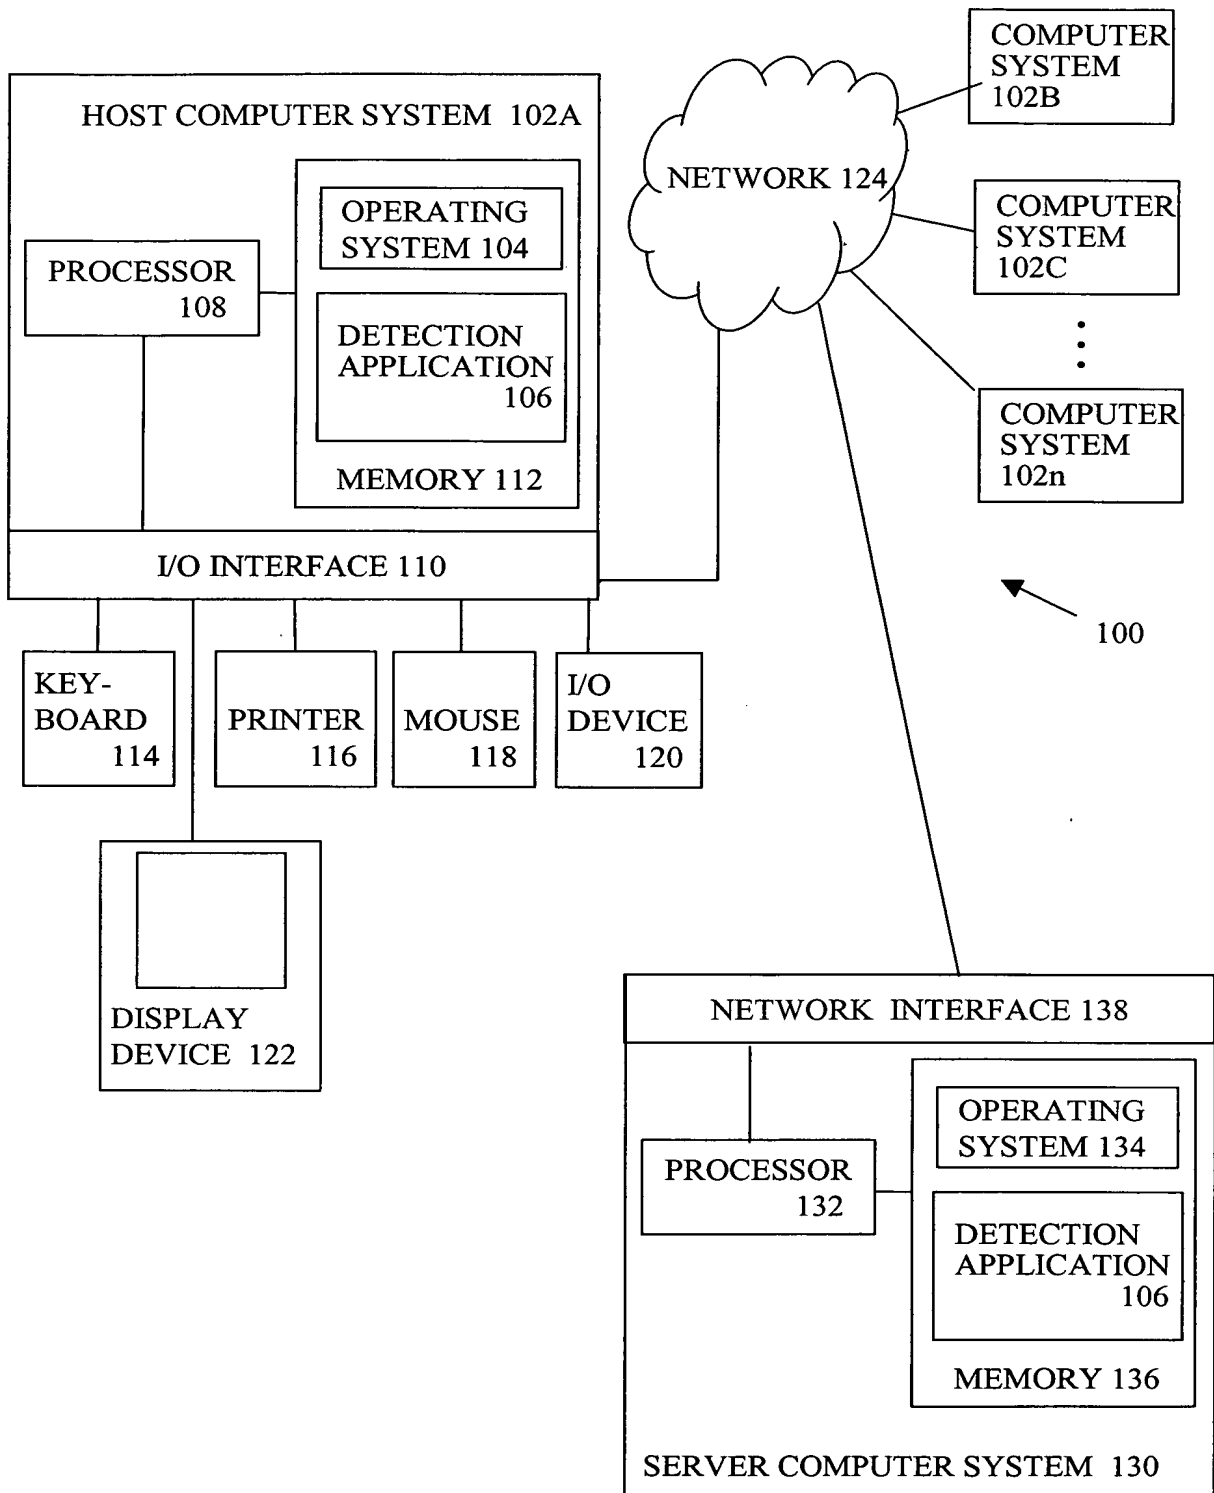 HOST COMPUTER SYSTEM 102A
OPERATING
SYSTEM 104
PROCESSOR
108
DETECTION
APPLICATION
106
MEMORY 112
I/O INTERFACE 110
KEY-
BOARD
114
PRINTER
116
MOUSE
118
I/O
DEVICE
120
DISPLAY
DEVICE 122
NETWORK 124
COMPUTER
SYSTEM
102B
COMPUTER
SYSTEM
102C
COMPUTER
SYSTEM
102n
100
NETWORK INTERFACE 138
OPERATING
SYSTEM 134
PROCESSOR
132
DETECTION
APPLICATION
106
MEMORY 136
SERVER COMPUTER SYSTEM 130